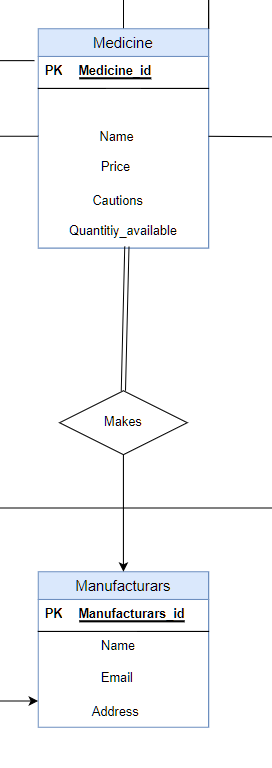 Medicine
PK Medicine_id
Name
Price
Cautions
Quantitiy_available
Makes
Manufacturars
PK Manufacturars_id
Name
Email
Address